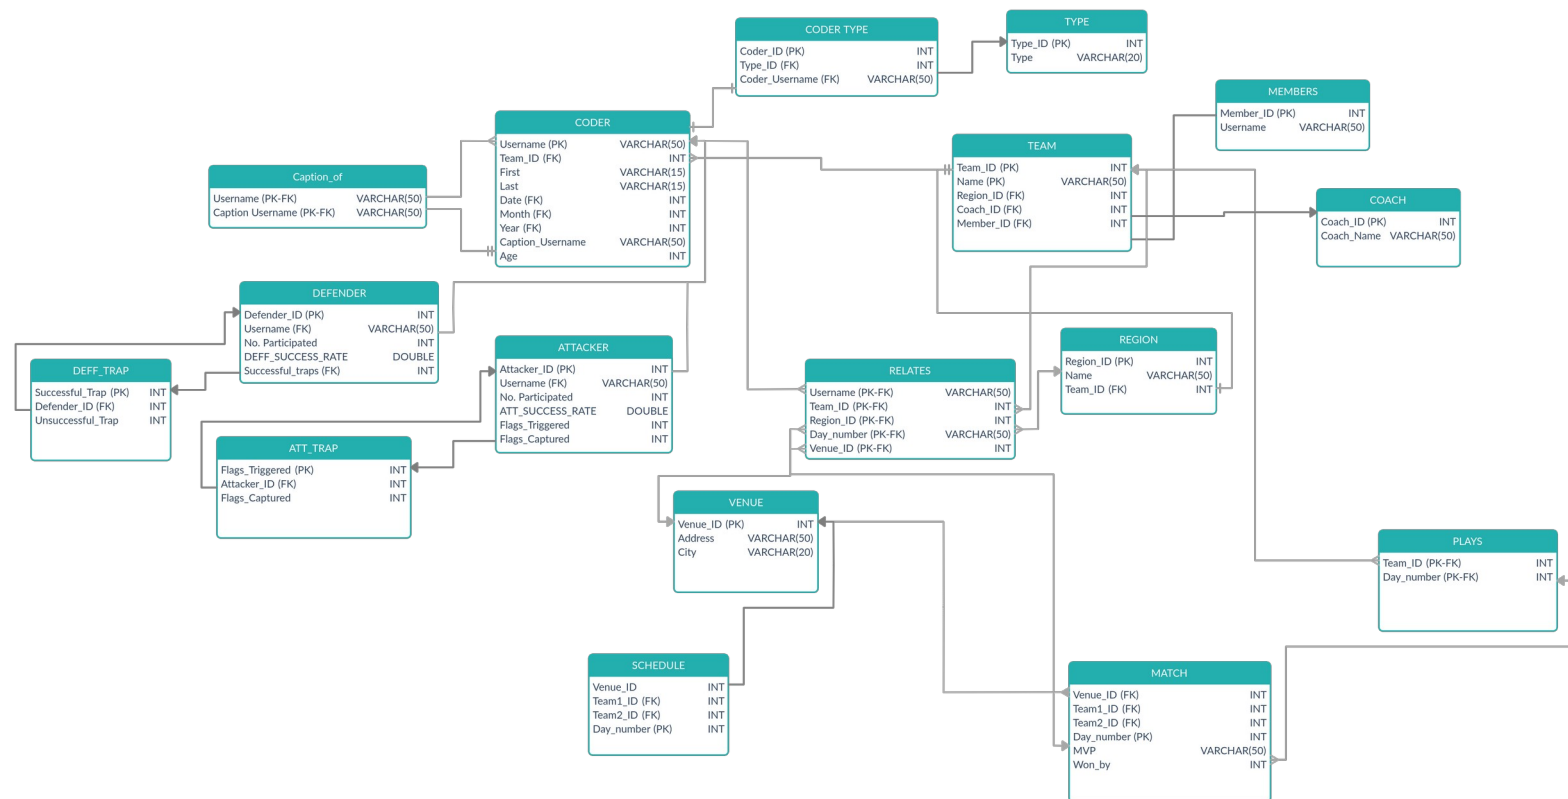 CODER TYPE
Coder_ID (PK) INT
Type_ID (FK) INT
Coder_Username (FK) VARCHAR(50)
TYPE
Type_ID (PK) INT
Type VARCHAR(20)
MEMBERS
Member_ID (PK) INT
Username VARCHAR(50)
CODER
Username (PK) VARCHAR(50)
Team_ID (FK) INT
First VARCHAR(15)
Last VARCHAR(15)
Date (FK) INT
Month (FK) INT
Year (FK) INT
Caption_Username VARCHAR(50)
Age INT
TEAM
Team_ID (PK) INT
Name (PK) VARCHAR(50)
Region_ID (FK) INT
Coach_ID (FK) INT
Member_ID (FK) INT
Caption_of
Username (PK-FK) VARCHAR(50)
Caption Username (PK-FK) VARCHAR(50)
COACH
Coach_ID (PK) INT
Coach_Name VARCHAR(50)
DEFENDER
Defender_ID (PK) INT
Username (FK) VARCHAR(50)
No. Participated INT
DEFF_SUCCESS_RATE DOUBLE
Successful_traps (FK) INT
DEFF_TRAP
Successful_Trap (PK) INT
Defender_ID (FK) INT
Unsuccessful_Trap INT
ATTACKER
Attacker_ID (PK) INT
Username (FK) VARCHAR(50)
No. Participated INT
ATT_SUCCESS_RATE DOUBLE
Flags_Triggered INT
Flags_Captured INT
REGION
Region_ID (PK) INT
Name VARCHAR(50)
Team_ID (FK) INT
RELATES
Username (PK-FK) VARCHAR(50)
Team_ID (PK-FK) INT
Region_ID (PK-FK) INT
Day_number (PK-FK) VARCHAR(50)
Venue_ID (PK-FK) INT
ATT_TRAP
Flags_Triggered (PK) INT
Attacker_ID (FK) INT
Flags_Captured INT
VENUE
Venue_ID (PK) INT
Address VARCHAR(50)
City VARCHAR(20)
PLAYS
Team_ID (PK-FK) INT
Day_number (PK-FK) INT
SCHEDULE
Venue_ID INT
Team1_ID (FK) INT
Team2_ID (FK) INT
Day_number (PK) INT
MATCH
Venue_ID (FK) INT
Team1_ID (FK) INT
Team2_ID (FK) INT
Day_number (PK) INT
MVP VARCHAR(50)
Won_by INT